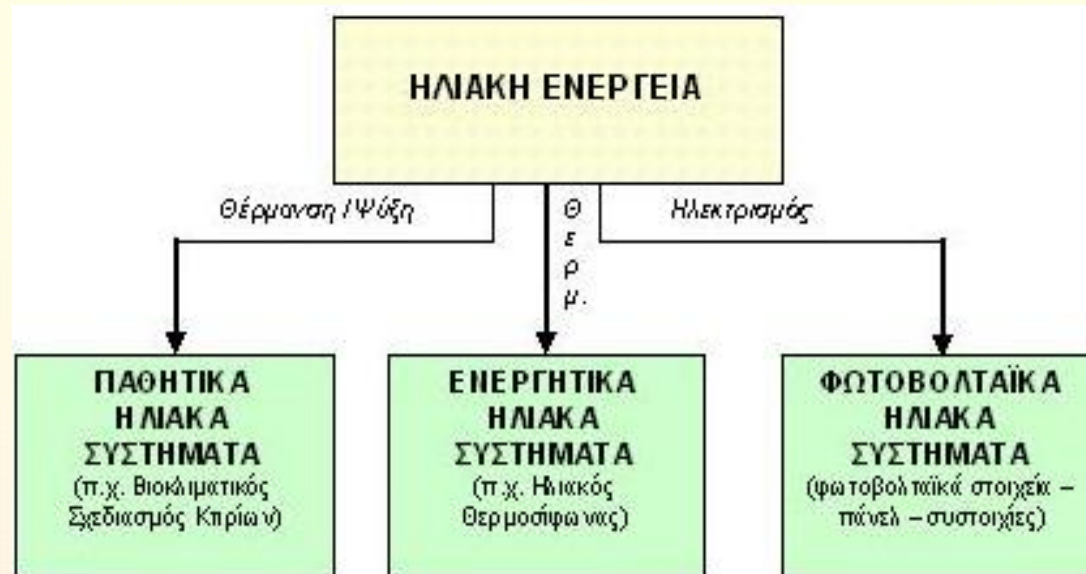 ΗΛΙΑΚΗ ΕΝΕΡΓΕΙΑ
Θέρμανση / Ψύξη
Θ
ε
ρ
μ.
Ηλεκτρισμός
ΠΑΘΗΤΙΚΑ
ΗΛΙΑΚΑ
ΣΥΣΤΗΜΑΤΑ
(π.χ. Βιοκλιματικός
Σχεδιασμός Κτιρίων)
ΕΝΕΡΓΗΤΙΚΑ
ΗΛΙΑΚΑ
ΣΥΣΤΗΜΑΤΑ
(π.χ. Ηλιακός
Θερμοσίφωνας)
ΦΩΤΟΒΟΛΤΑΪΚΑ
ΗΛΙΑΚΑ
ΣΥΣΤΗΜΑΤΑ
(φωτοβολταϊκά στοιχεία –
πάνελ – συστοιχίες)